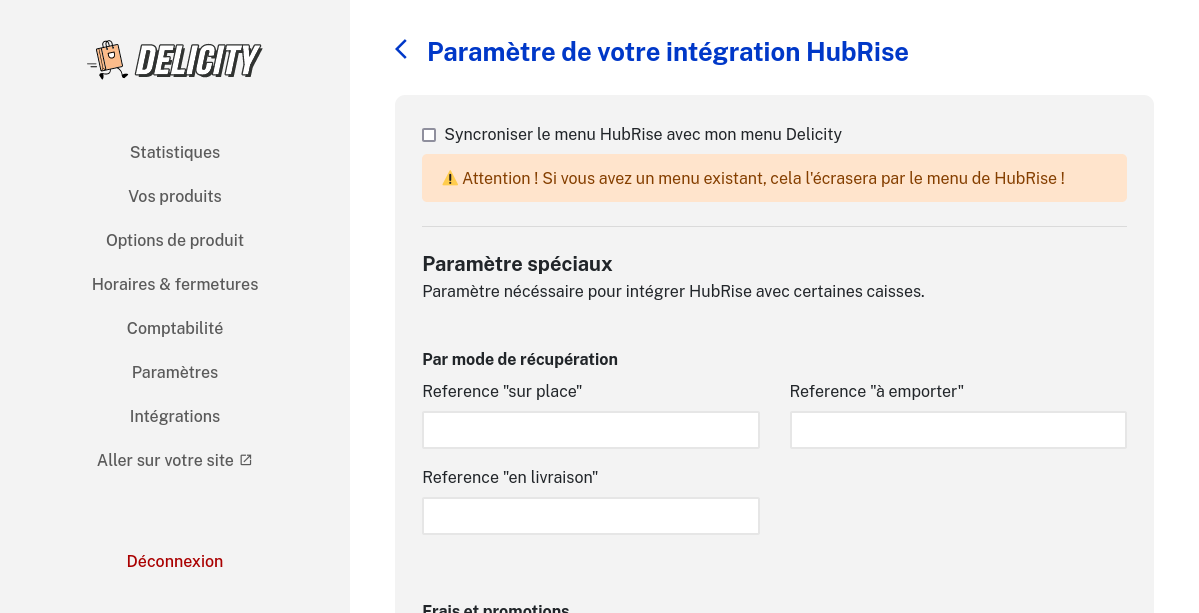 DELICITY
Statistiques
Vos produits
Options de produit
Horaires & fermetures
Comptabilité
Paramètres
Intégrations
Aller sur votre site
Déconnexion
Paramètre de votre intégration HubRise
Syncroniser le menu HubRise avec mon menu Delicity
⚠️ Attention ! Si vous avez un menu existant, cela l'écrasera par le menu de HubRise !
Paramètre spéciaux
Paramètre nécéssaire pour intégrer HubRise avec certaines caisses.
Par mode de récupération
Reference "sur place"
Reference "à emporter"
Reference "en livraison"
Frais et promotions